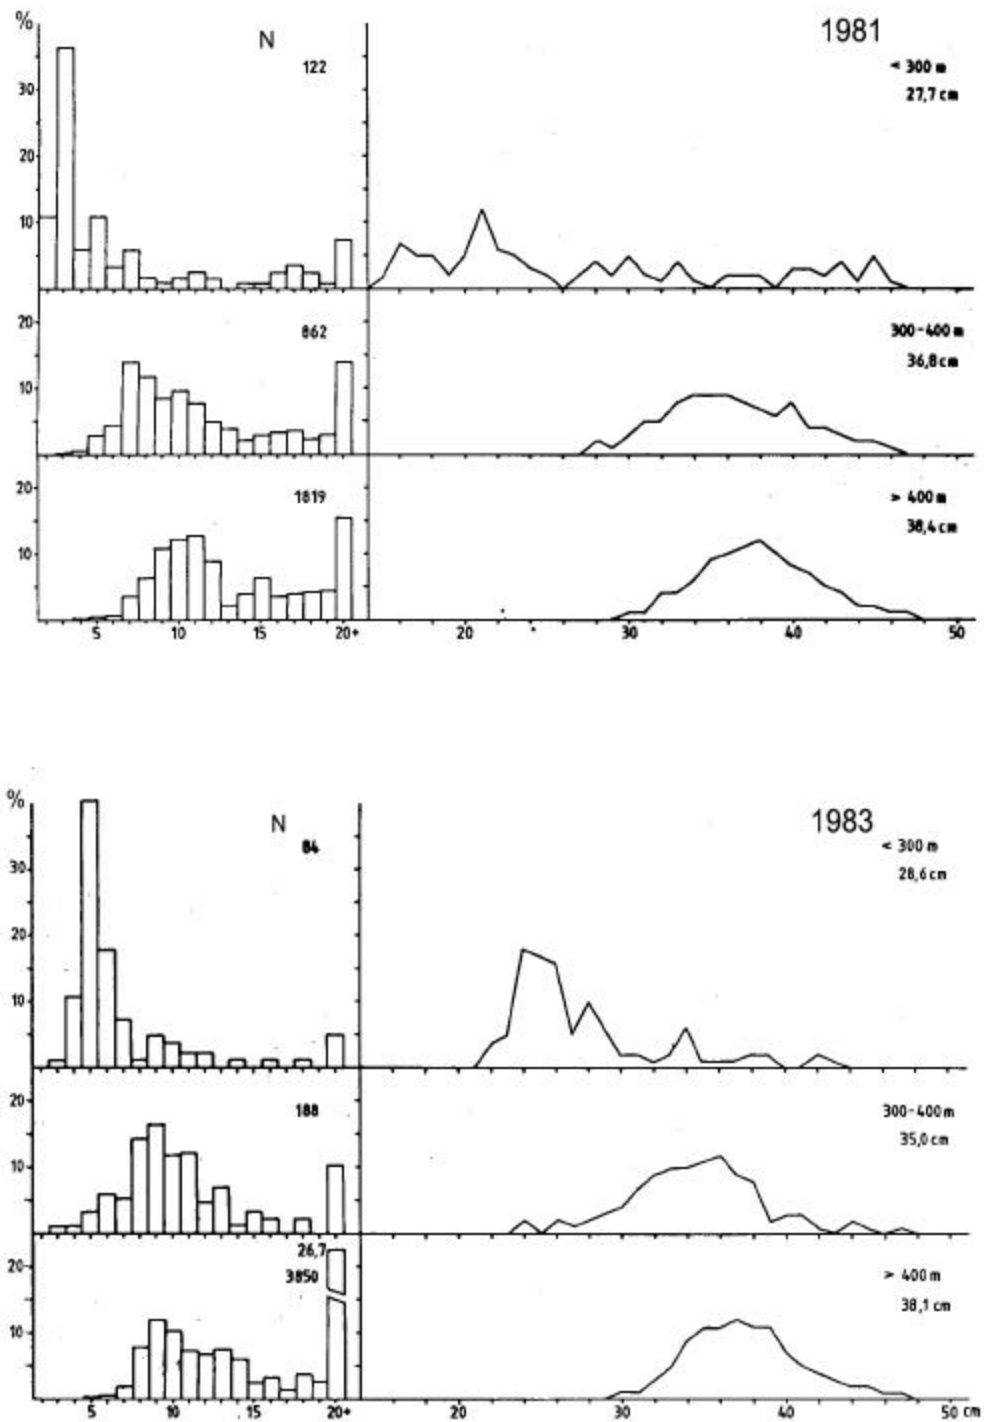 % N 1981
122 < 300 m
27,7 cm
30
20
10
20 862 300-400 m
36,8 cm
10
20 1819 > 400 m
38,4 cm
10
5 10 15 20+ 20 30 40 50
% N 1983
84 < 300 m
28,6 cm
30
20
10
20 188 300-400 m
35,0 cm
10
26,7
20 3850 > 400 m
38,1 cm
10
5 10 15 20+ 20 30 40 50 cm